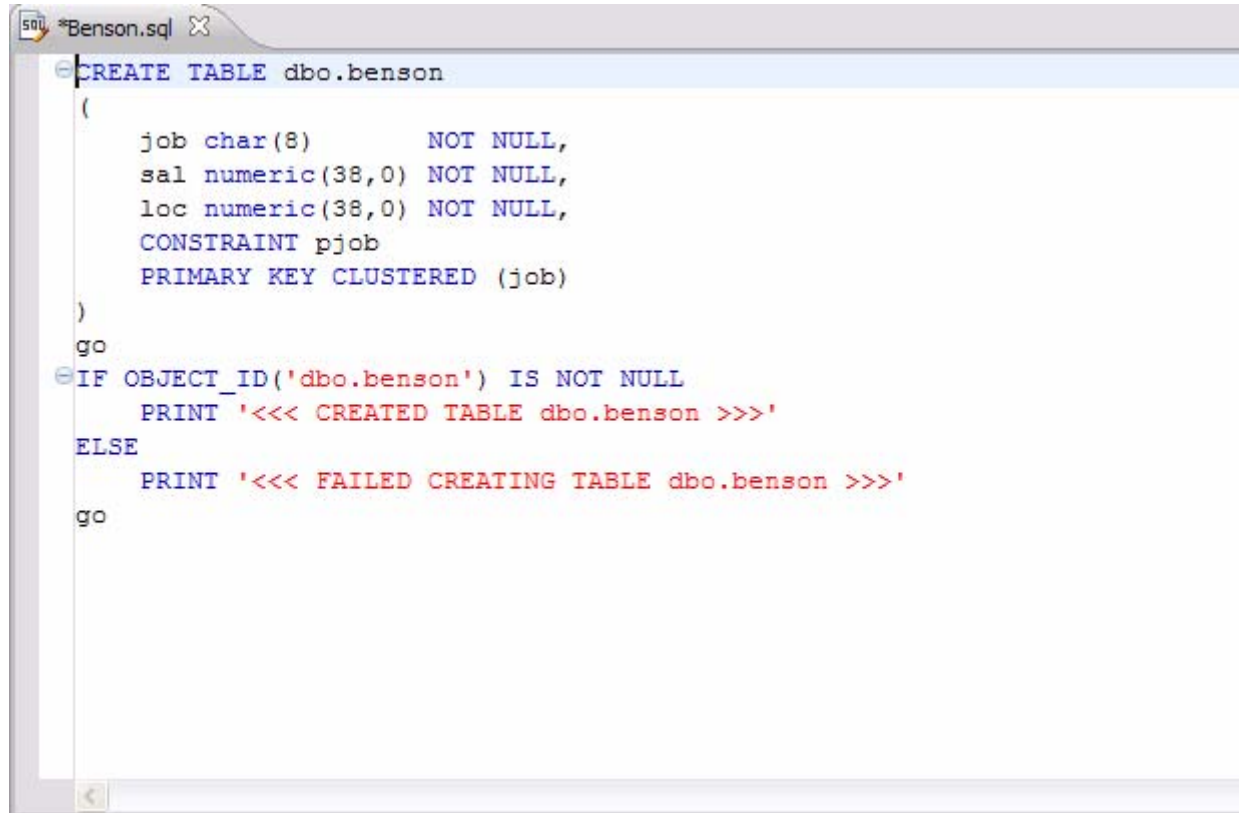 *Benson.sql
CREATE TABLE dbo.benson
(
    job char(8)       NOT NULL,
    sal numeric(38,0) NOT NULL,
    loc numeric(38,0) NOT NULL,
    CONSTRAINT pjob
    PRIMARY KEY CLUSTERED (job)
)
go
IF OBJECT_ID('dbo.benson') IS NOT NULL
    PRINT '<<< CREATED TABLE dbo.benson >>>'
ELSE
    PRINT '<<< FAILED CREATING TABLE dbo.benson >>>'
go